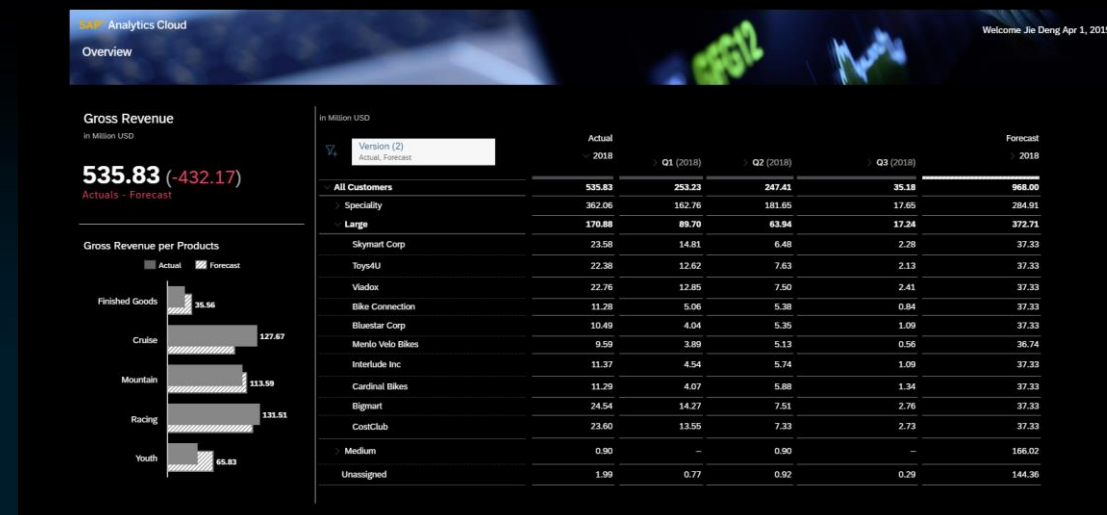 SAP Analytics Cloud
Overview
GFG12
Welcome Jie Deng Apr 1, 2019
Gross Revenue
in Million USD
535.83 (-432.17)
Actuals - Forecast
Gross Revenue per Products
Actual Forecast
Finished Goods 35.56
Cruise 127.67
Mountain 113.59
Racing 131.51
Youth 65.83
in Million USD
Version (2)
Actual, Forecast
Actual Forecast
2018 Q1 (2018) Q2 (2018) Q3 (2018) 2018
All Customers 535.83 253.23 247.41 35.18 968.00
Speciality 362.06 162.76 181.65 17.65 284.91
Large 170.88 89.70 63.94 17.24 372.71
Skymart Corp 23.58 14.81 6.48 2.28 37.33
Toys4U 22.38 12.62 7.63 2.13 37.33
Viadox 22.76 12.85 7.50 2.41 37.33
Bike Connection 11.28 5.06 5.38 0.84 37.33
Bluestar Corp 10.49 4.04 5.35 1.09 37.33
Menlo Velo Bikes 9.59 3.89 5.13 0.56 36.74
Interlude Inc 11.37 4.54 5.74 1.09 37.33
Cardinal Bikes 11.29 4.07 5.88 1.34 37.33
Bigmart 24.54 14.27 7.51 2.76 37.33
CostClub 23.60 13.55 7.33 2.73 37.33
Medium 0.90 – 0.90 – 166.02
Unassigned 1.99 0.77 0.92 0.29 144.36